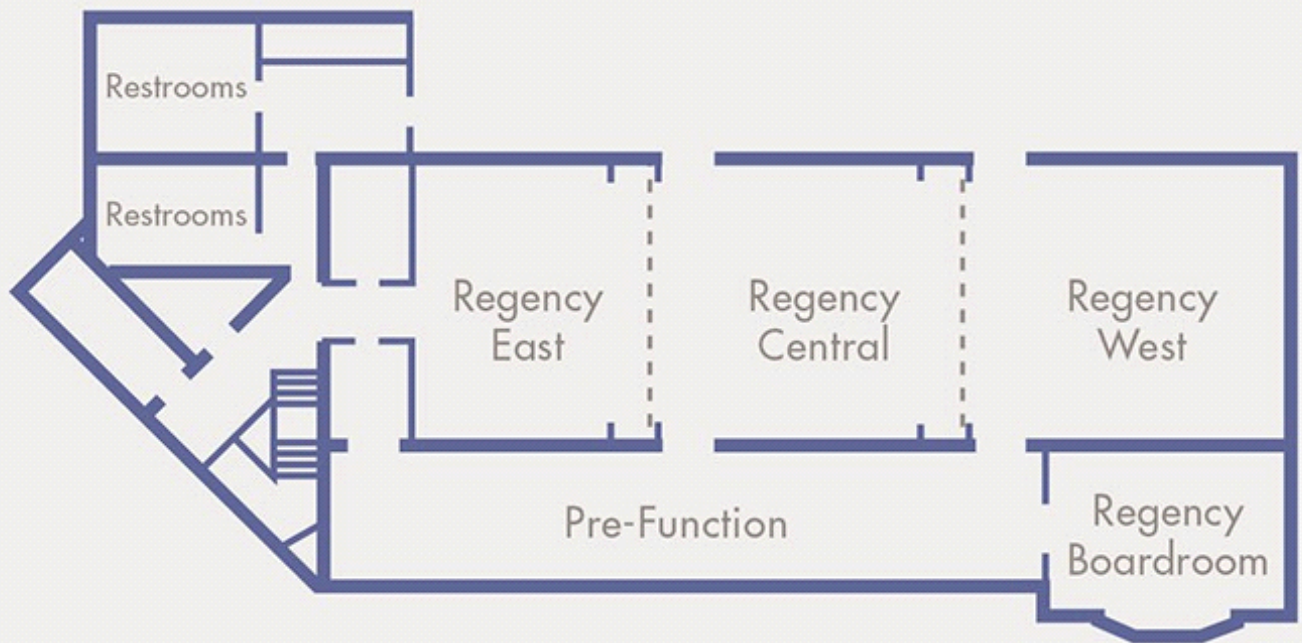 Restrooms
Restrooms
Regency
East
Regency
Central
Regency
West
Pre-Function
Regency
Boardroom